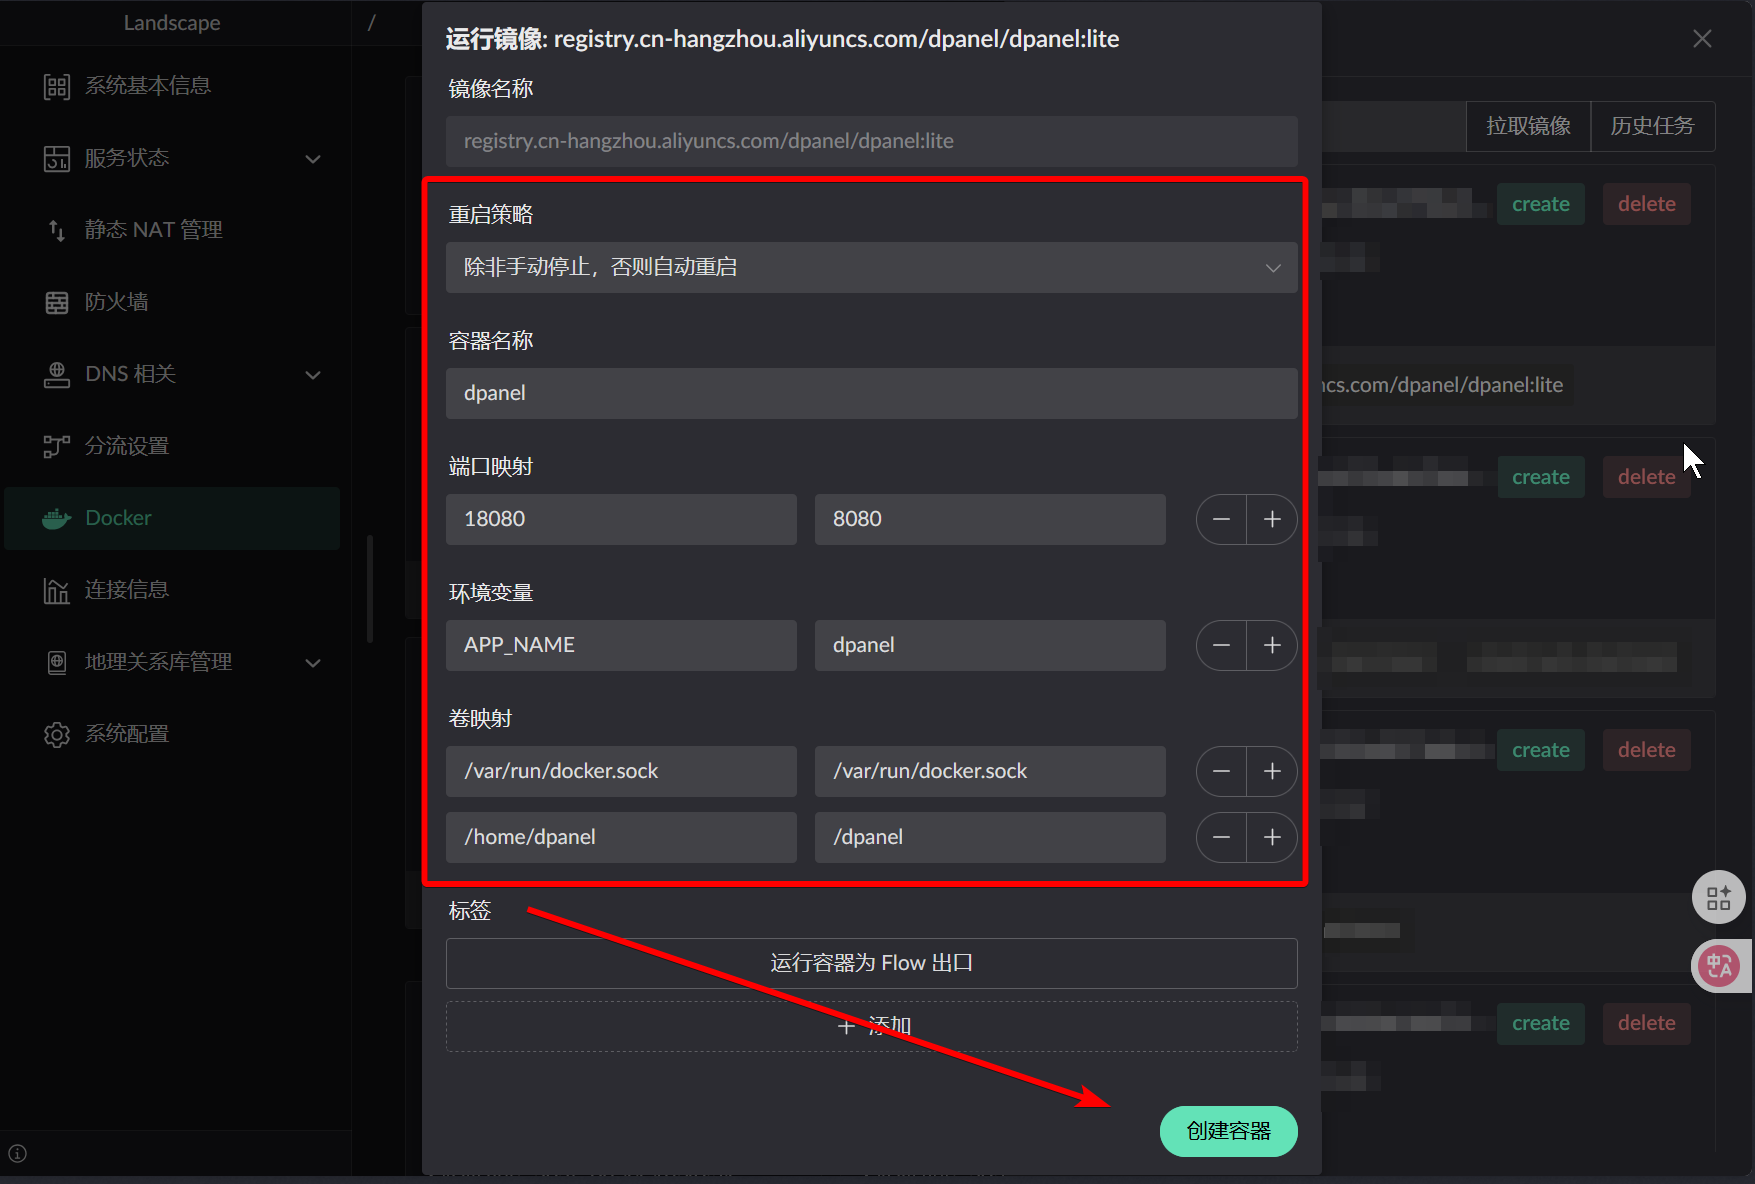 Landscape
/
系统基本信息
服务状态
静态 NAT 管理
防火墙
DNS 相关
分流设置
Docker
连接信息
地理关系库管理
系统配置
运行镜像: registry.cn-hangzhou.aliyuncs.com/dpanel/dpanel:lite
镜像名称
registry.cn-hangzhou.aliyuncs.com/dpanel/dpanel:lite
重启策略
除非手动停止，否则自动重启
容器名称
dpanel
端口映射
18080 8080
环境变量
APP_NAME dpanel
卷映射
/var/run/docker.sock /var/run/docker.sock
/home/dpanel /dpanel
标签
运行容器为 Flow 出口
+ 添加
创建容器
拉取镜像 历史任务
create delete
ncs.com/dpanel/dpanel:lite
create delete
create delete
create delete